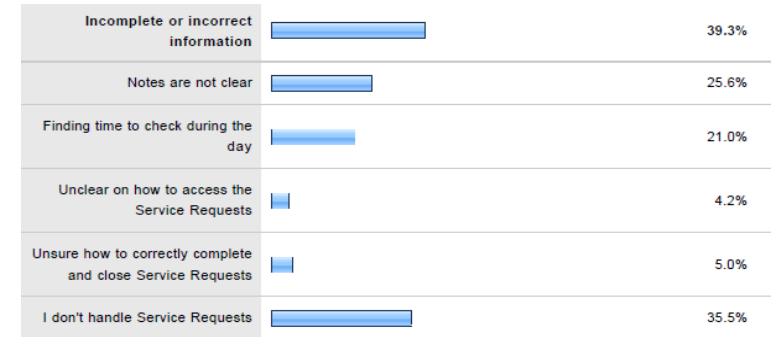 Incomplete or incorrect
information
39.3%
Notes are not clear
25.6%
Finding time to check during the
day
21.0%
Unclear on how to access the
Service Requests
4.2%
Unsure how to correctly complete
and close Service Requests
5.0%
I don't handle Service Requests
35.5%